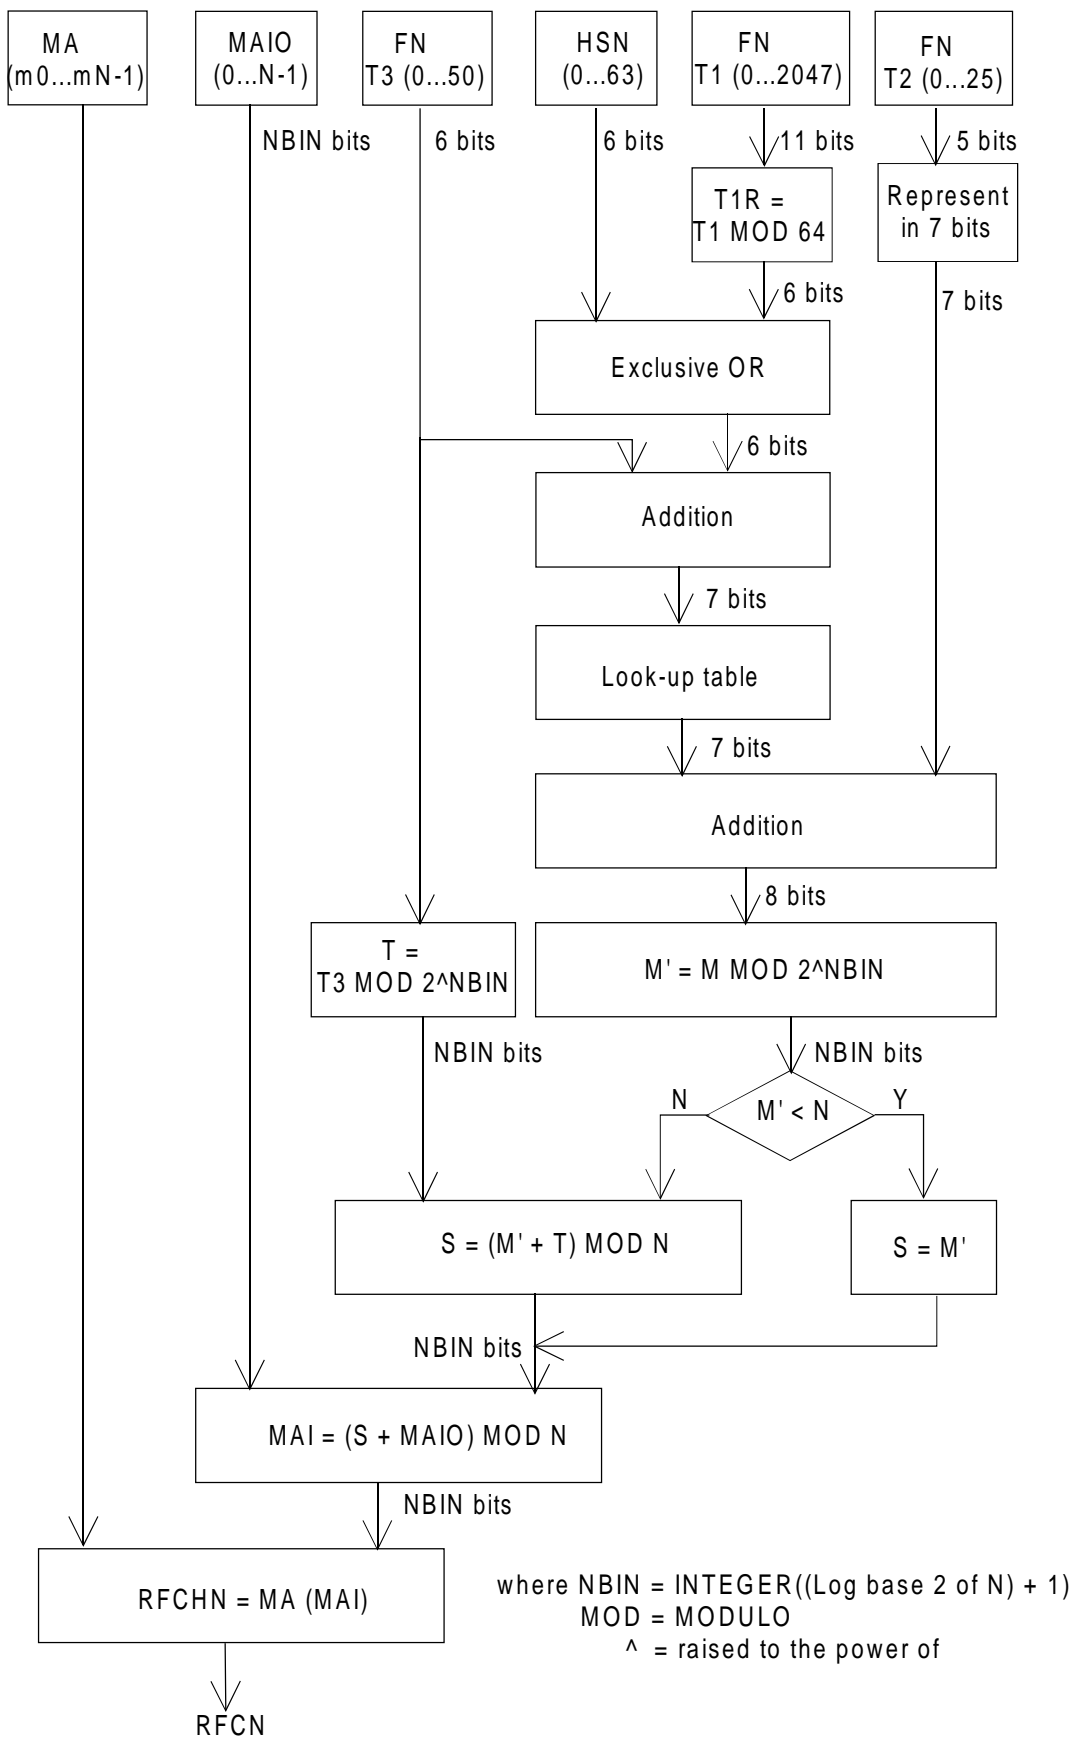 MA
(m0...mN-1)
MAIO
(0...N-1)
FN
T3 (0...50)
HSN
(0...63)
FN
T1 (0...2047)
FN
T2 (0...25)
NBIN bits
6 bits
6 bits
11 bits
5 bits
T1R =
T1 MOD 64
Represent
in 7 bits
6 bits
7 bits
Exclusive OR
6 bits
Addition
7 bits
Look-up table
7 bits
Addition
8 bits
T =
T3 MOD 2^NBIN
M' = M MOD 2^NBIN
NBIN bits
NBIN bits
N
M' < N
Y
S = (M' + T) MOD N
S = M'
NBIN bits
MAI = (S + MAIO) MOD N
NBIN bits
RFCHN = MA (MAI)
where NBIN = INTEGER((Log base 2 of N) + 1)
MOD = MODULO
^ = raised to the power of
RFCN